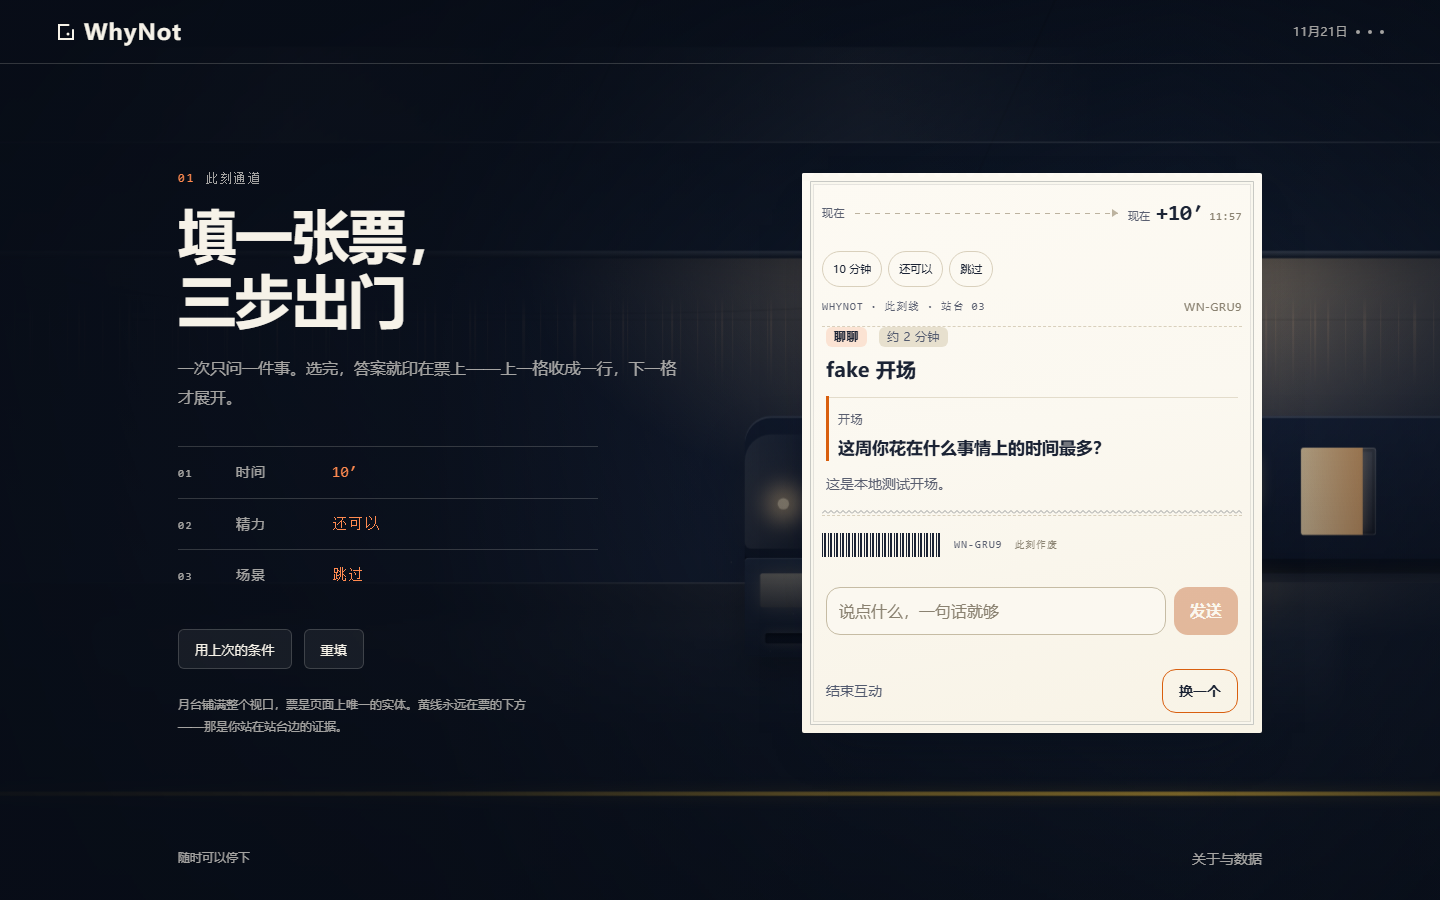 WhyNot
11月21日
01 此刻通道
填一张票，
三步出门
一次只问一件事。选完，答案就印在票上——上一格收成一行，下一格
才展开。
01 时间 10′
02 精力 还可以
03 场景 跳过
用上次的条件 重填
月台铺满整个视口，票是页面上唯一的实体。黄线永远在票的下方
——那是你站在站台边的证据。
现在 现在 +10′ 11:57
10 分钟 还可以 跳过
WHYNOT · 此刻线 · 站台 03 WN-GRU9
聊聊 约 2 分钟
fake 开场
开场
这周你花在什么事情上的时间最多？
这是本地测试开场。
WN-GRU9 此刻作废
说点什么，一句话就够 发送
结束互动 换一个
随时可以停下 关于与数据